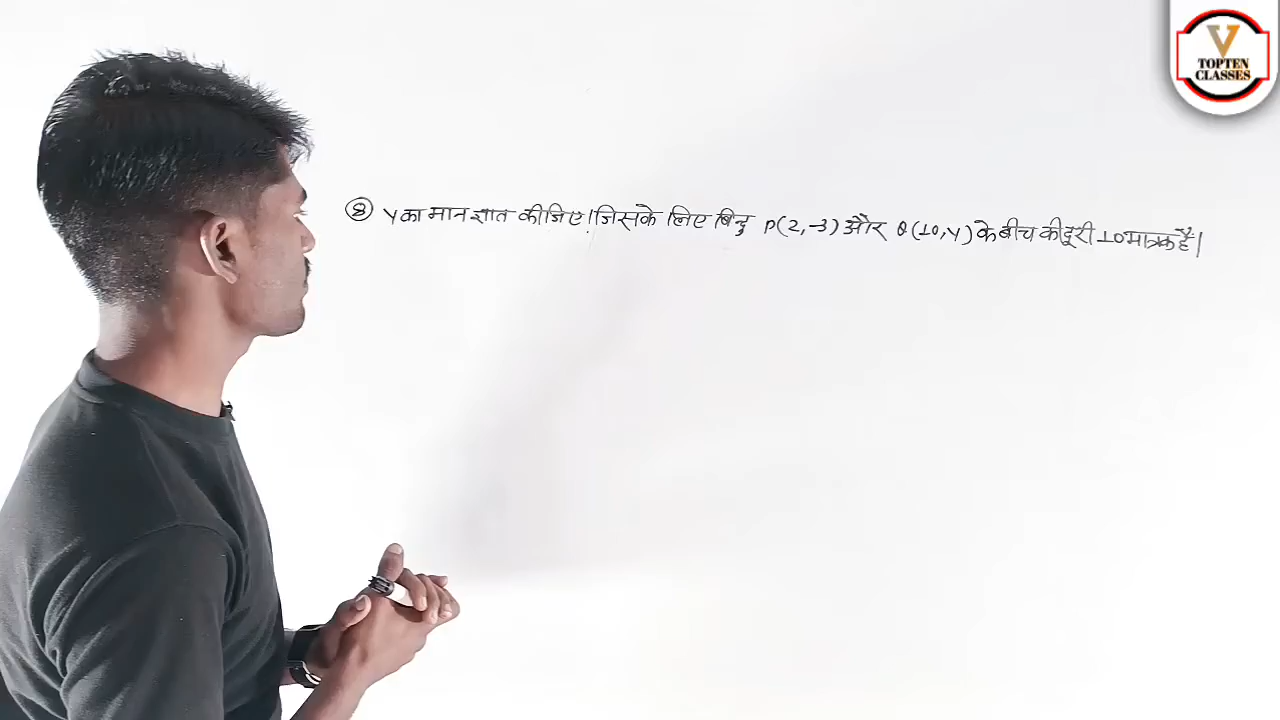 V
TOPTEN
CLASSES
8 y का मान ज्ञात कीजिए। जिसके लिए बिन्दु P(2,-3) और Q(10,y) के बीच की दूरी 10 मात्रक है।